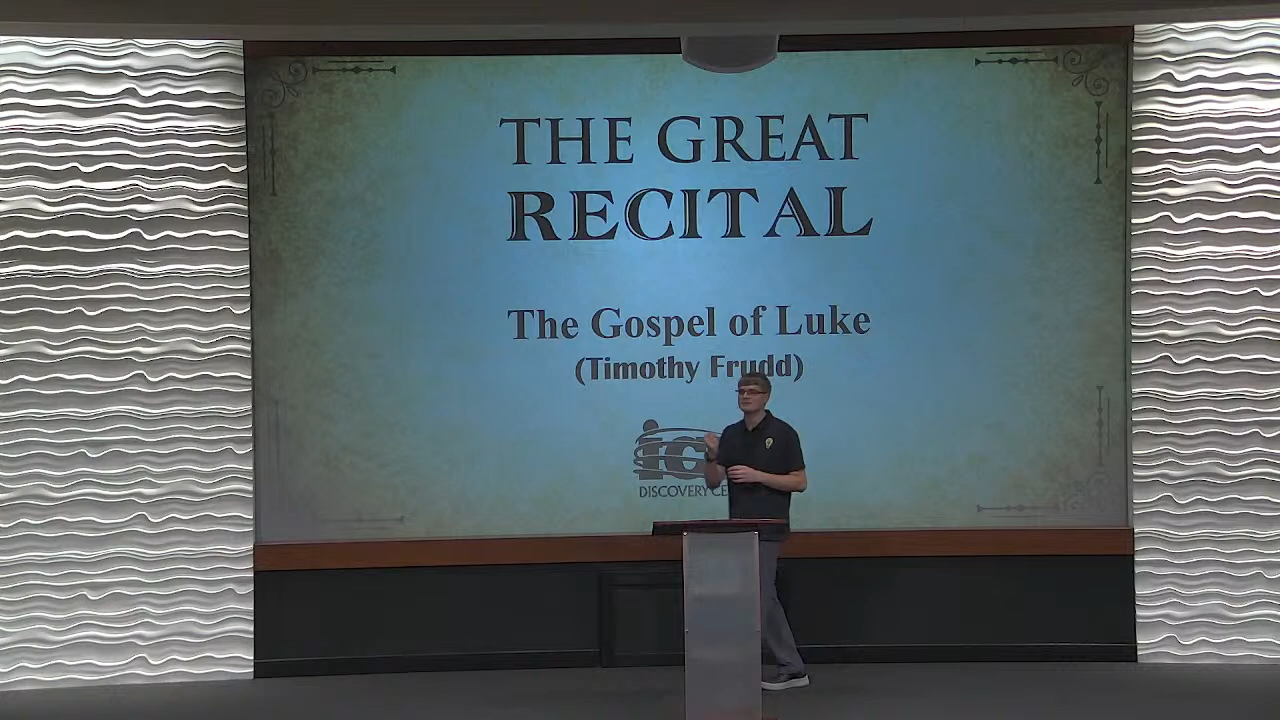 THE GREAT
RECITAL
The Gospel of Luke
(Timothy Frudd)
DISCOVERY